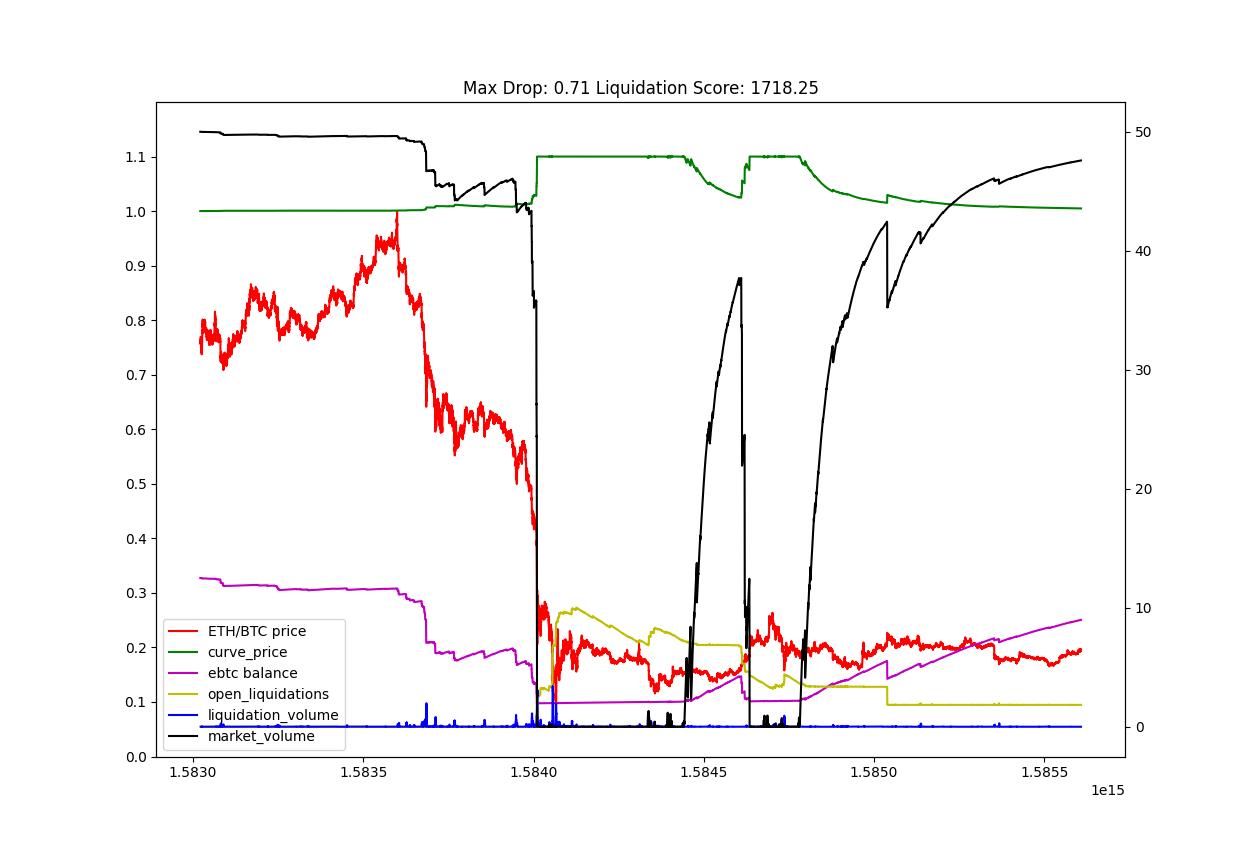 Max Drop: 0.71 Liquidation Score: 1718.25
1.1
1.0
0.9
0.8
0.7
0.6
0.5
0.4
0.3
0.2
0.1
0.0
50
40
30
20
10
0
ETH/BTC price
curve_price
ebtc balance
open_liquidations
liquidation_volume
market_volume
1.5830 1.5835 1.5840 1.5845 1.5850 1.5855
1e15